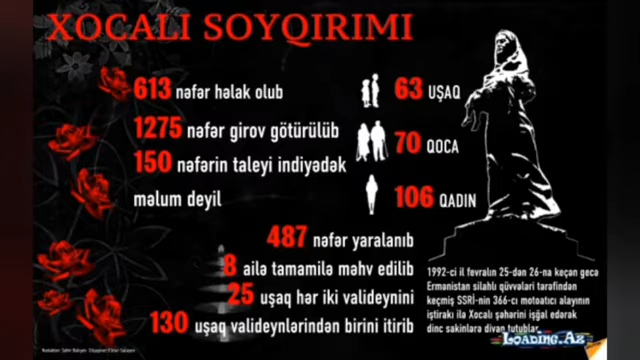 XOCALI SOYQIRIMI
613 nəfər həlak olub
1275 nəfər girov götürülüb
150 nəfərin taleyi indiyədək
məlum deyil
63 UŞAQ
70 QOCA
106 QADIN
487 nəfər yaralanıb
8 ailə tamamilə məhv edilib
25 uşaq hər iki valideynini
130 uşaq valideynlərindən birini itirib
1992-ci il fevralın 25-dən 26-na keçən gecə
Ermənistan silahlı qüvvələri tərəfindən
keçmiş SSRİ-nin 366-cı motoatıcı alayının
iştirakı ilə Xocalı şəhərini işğal edərək
dinc sakinlərə divan tutublar
Loading.Az